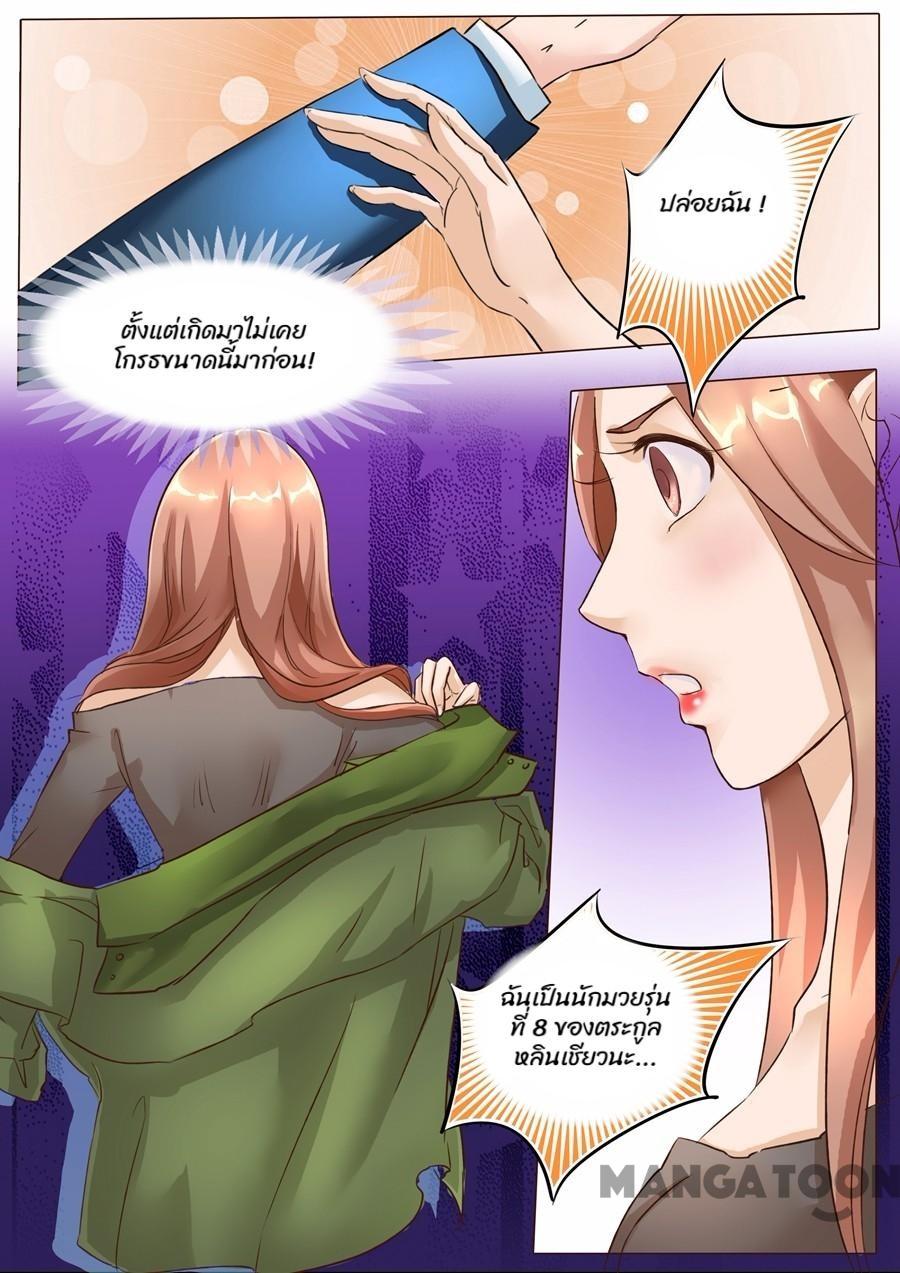 ปล่อยฉัน !
ตั้งแต่เกิดมาไม่เคย
โกรธขนาดนี้มาก่อน!
ฉันเป็นนักมวยรุ่น
ที่ 8 ของตระกูล
หลินเชียวนะ...
MANGATOON